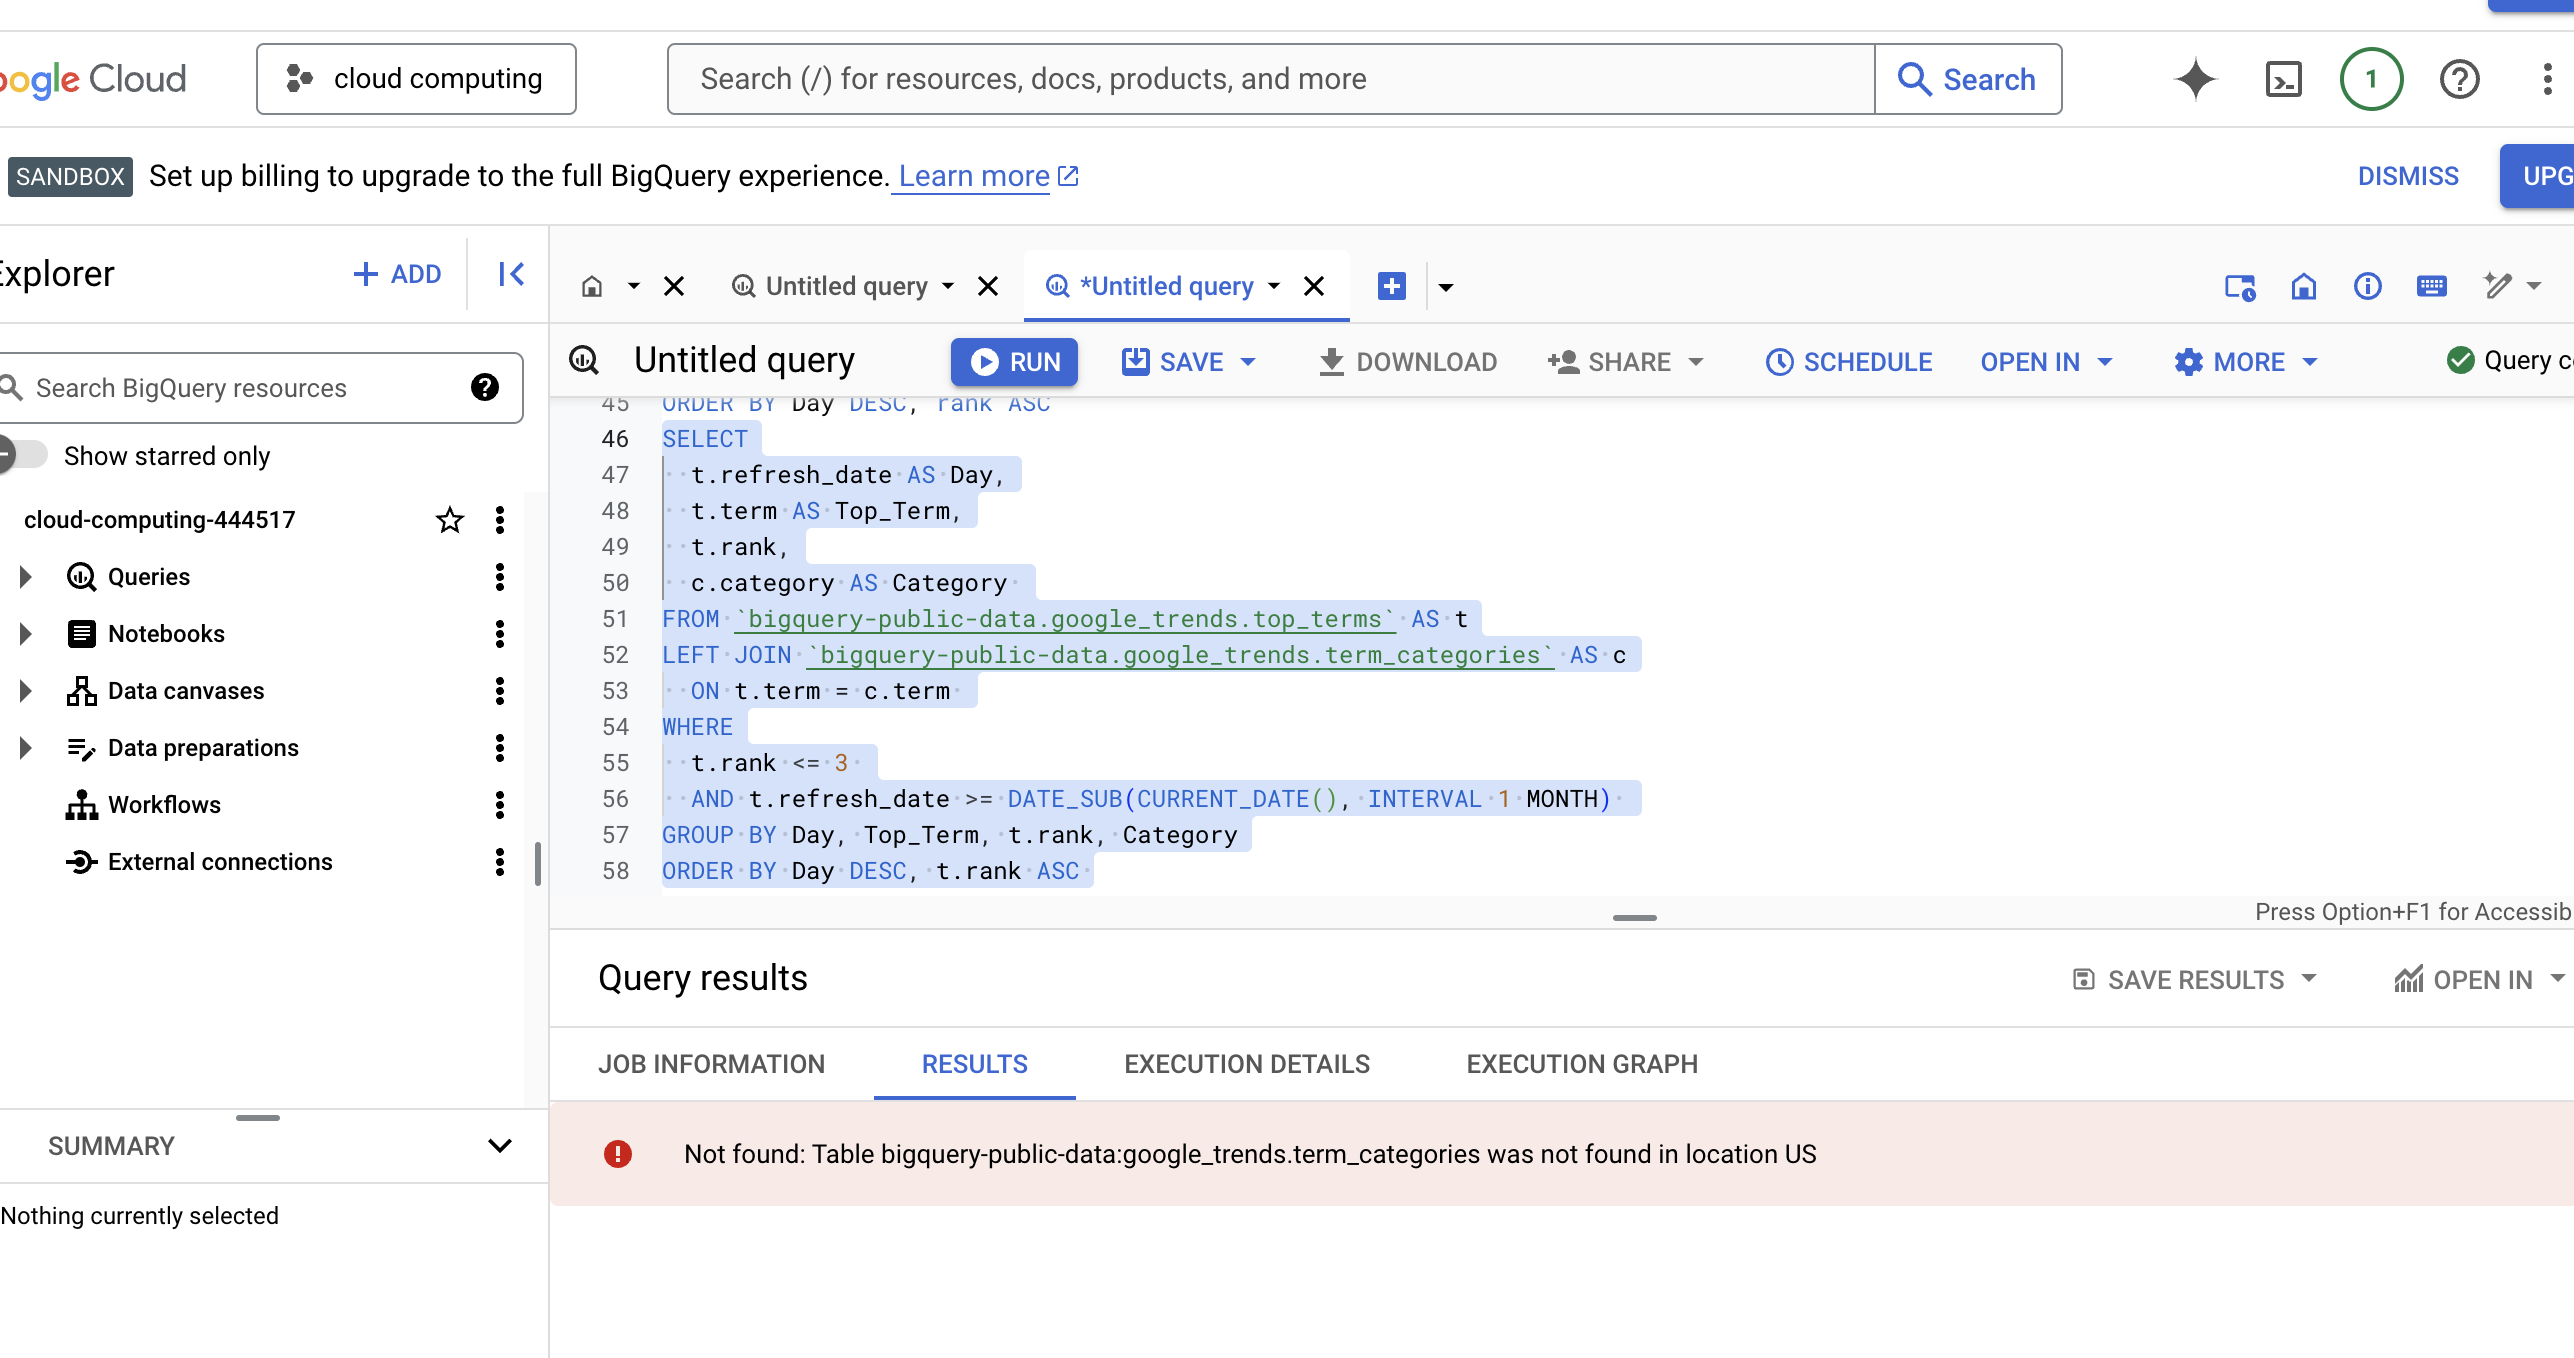 oogle Cloud
cloud computing
Search (/) for resources, docs, products, and more
Search
1
SANDBOX
Set up billing to upgrade to the full BigQuery experience. Learn more
DISMISS
UPG
Explorer
ADD
Untitled query
*Untitled query
Search BigQuery resources
Untitled query
RUN
SAVE
DOWNLOAD
SHARE
SCHEDULE
OPEN IN
MORE
Query c
Show starred only
cloud-computing-444517
Queries
Notebooks
Data canvases
Data preparations
Workflows
External connections
45 ORDER BY Day DESC, rank ASC
46 SELECT
47 t.refresh_date AS Day,
48 t.term AS Top_Term,
49 t.rank,
50 c.category AS Category
51 FROM `bigquery-public-data.google_trends.top_terms` AS t
52 LEFT JOIN `bigquery-public-data.google_trends.term_categories` AS c
53 ON t.term = c.term
54 WHERE
55 t.rank <= 3
56 AND t.refresh_date >= DATE_SUB(CURRENT_DATE(), INTERVAL 1 MONTH)
57 GROUP BY Day, Top_Term, t.rank, Category
58 ORDER BY Day DESC, t.rank ASC
Press Option+F1 for Accessib
Query results
SAVE RESULTS
OPEN IN
JOB INFORMATION
RESULTS
EXECUTION DETAILS
EXECUTION GRAPH
Not found: Table bigquery-public-data:google_trends.term_categories was not found in location US
SUMMARY
Nothing currently selected